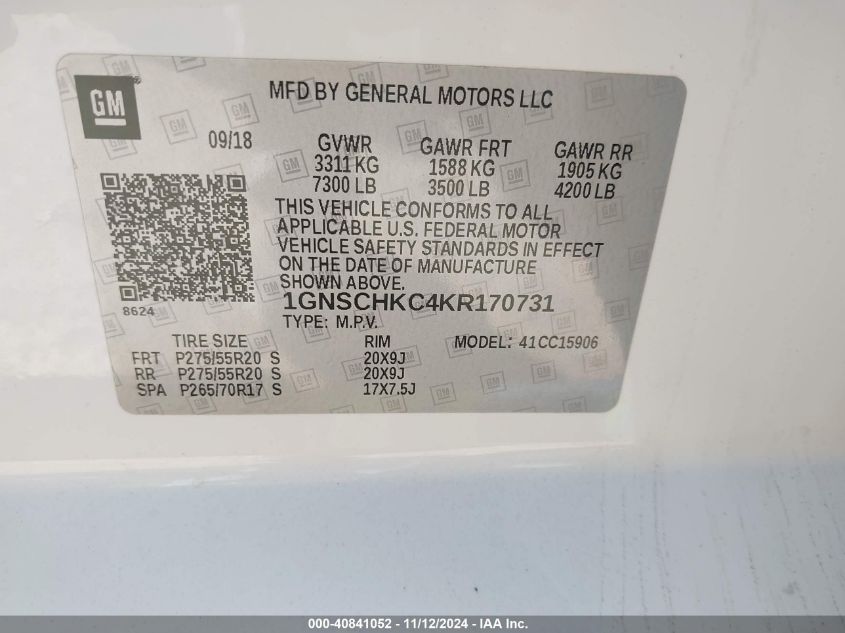 GM
MFD BY GENERAL MOTORS LLC
09/18
GVWR GAWR FRT GAWR RR
3311 KG 1588 KG 1905 KG
7300 LB 3500 LB 4200 LB
THIS VEHICLE CONFORMS TO ALL
APPLICABLE U.S. FEDERAL MOTOR
VEHICLE SAFETY STANDARDS IN EFFECT
ON THE DATE OF MANUFACTURE
SHOWN ABOVE.
8624
1GNSCHKC4KR170731
TYPE: M.P.V.
TIRE SIZE RIM MODEL: 41CC15906
FRT P275/55R20 S 20X9J
RR P275/55R20 S 20X9J
SPA P265/70R17 S 17X7.5J
000-40841052 - 11/12/2024 - IAA Inc.